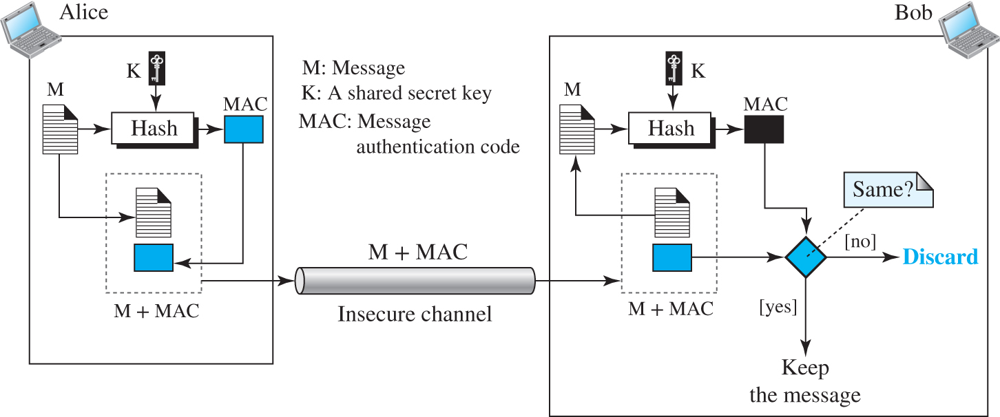 Alice
Bob
K
M
MAC
Hash
M + MAC
M: Message
K: A shared secret key
MAC: Message
authentication code
M + MAC
Insecure channel
K
M
MAC
Hash
Same?
[no]
Discard
M + MAC
[yes]
Keep
the message